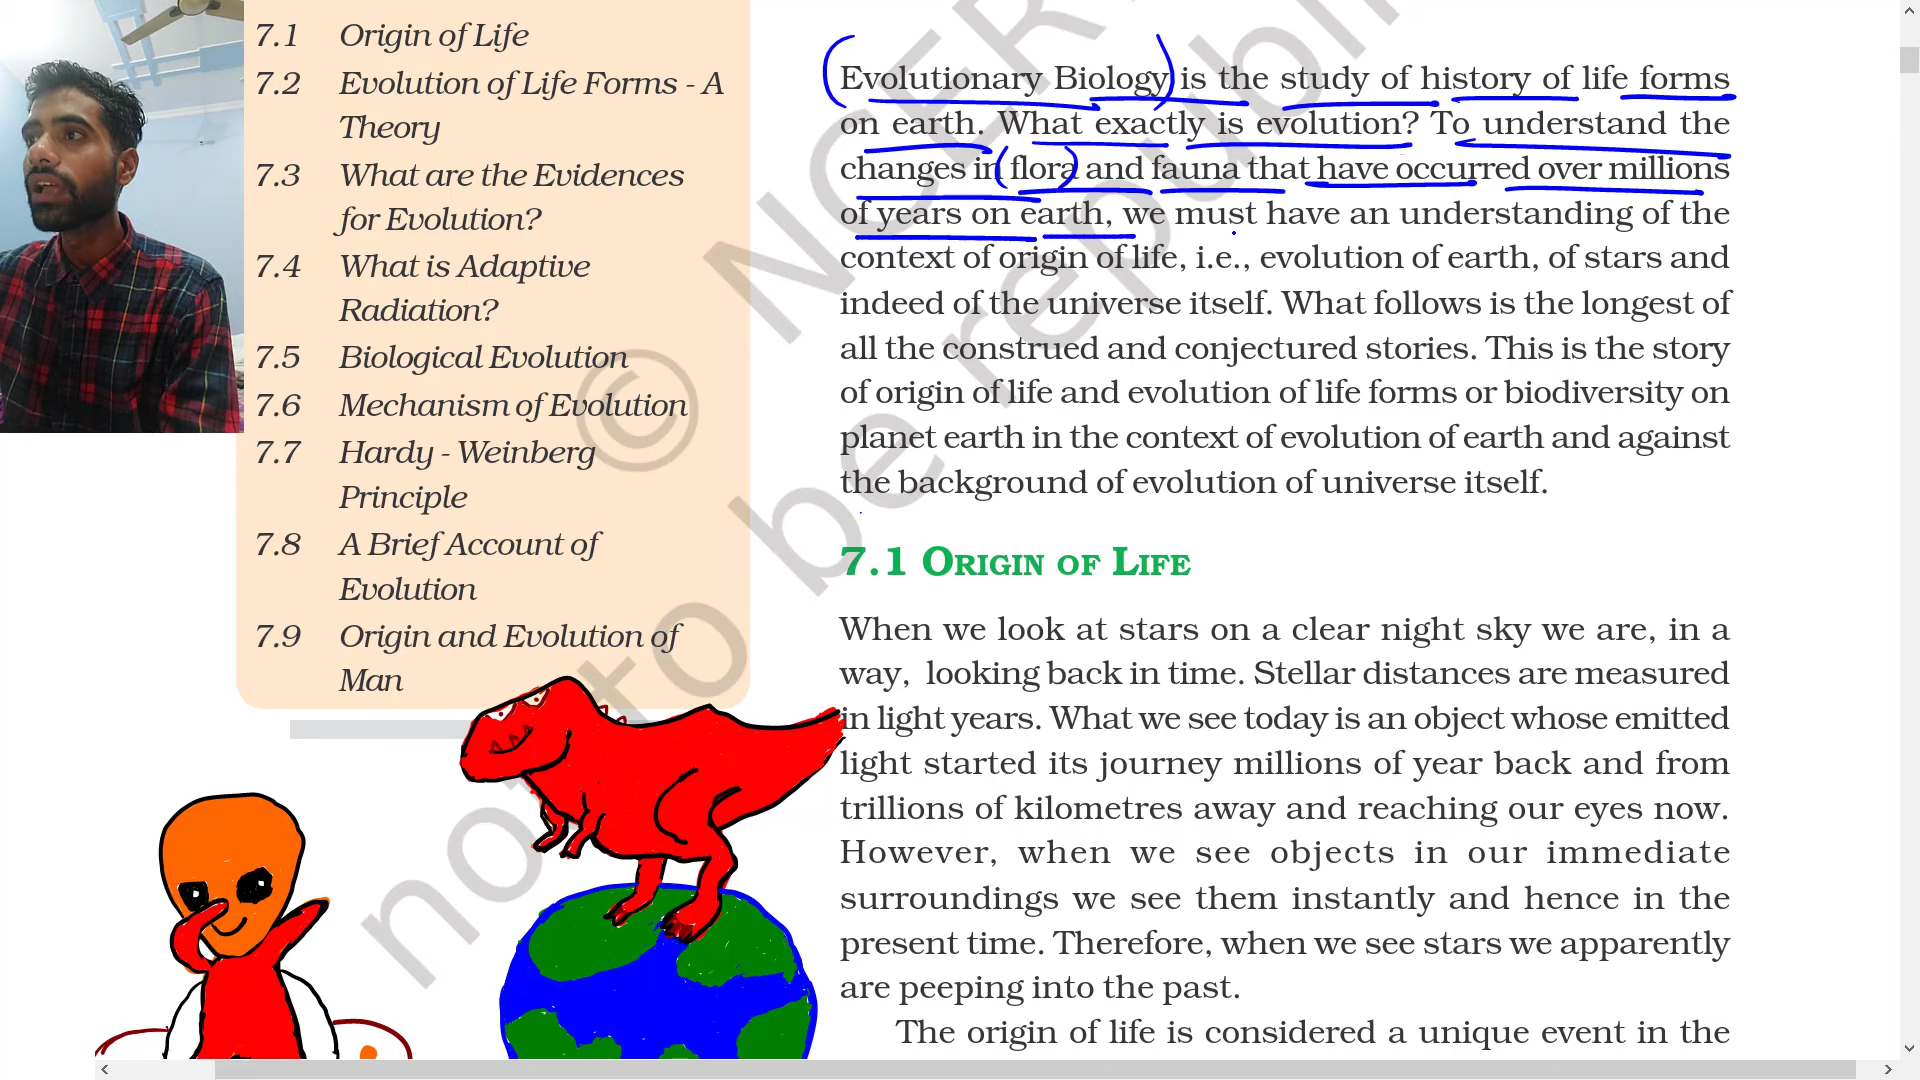 7.1 Origin of Life
7.2 Evolution of Life Forms - A
Theory
7.3 What are the Evidences
for Evolution?
7.4 What is Adaptive
Radiation?
7.5 Biological Evolution
7.6 Mechanism of Evolution
7.7 Hardy - Weinberg
Principle
7.8 A Brief Account of
Evolution
7.9 Origin and Evolution of
Man
Evolutionary Biology is the study of history of life forms
on earth. What exactly is evolution? To understand the
changes in flora and fauna that have occurred over millions
of years on earth, we must have an understanding of the
context of origin of life, i.e., evolution of earth, of stars and
indeed of the universe itself. What follows is the longest of
all the construed and conjectured stories. This is the story
of origin of life and evolution of life forms or biodiversity on
planet earth in the context of evolution of earth and against
the background of evolution of universe itself.
7.1 ORIGIN OF LIFE
When we look at stars on a clear night sky we are, in a
way, looking back in time. Stellar distances are measured
in light years. What we see today is an object whose emitted
light started its journey millions of year back and from
trillions of kilometres away and reaching our eyes now.
However, when we see objects in our immediate
surroundings we see them instantly and hence in the
present time. Therefore, when we see stars we apparently
are peeping into the past.
The origin of life is considered a unique event in the
© NCER
not to be republi